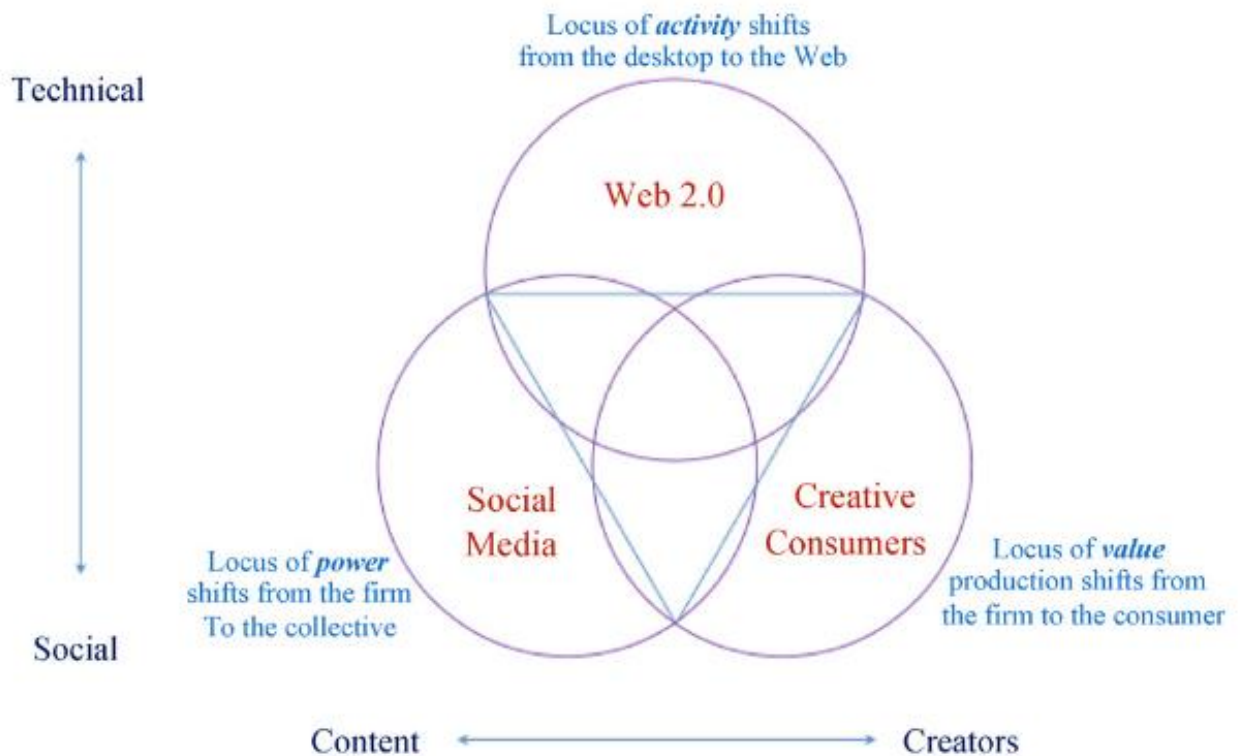 Locus of activity shifts
from the desktop to the Web
Technical
Web 2.0
Social
Media
Creative
Consumers
Locus of power
shifts from the firm
To the collective
Locus of value
production shifts from
the firm to the consumer
Social
Content
Creators